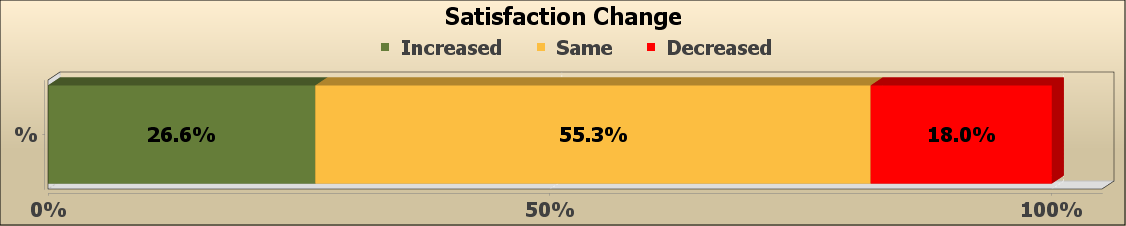 Satisfaction Change
Increased Same Decreased
% 26.6% 55.3% 18.0%
0% 50% 100%